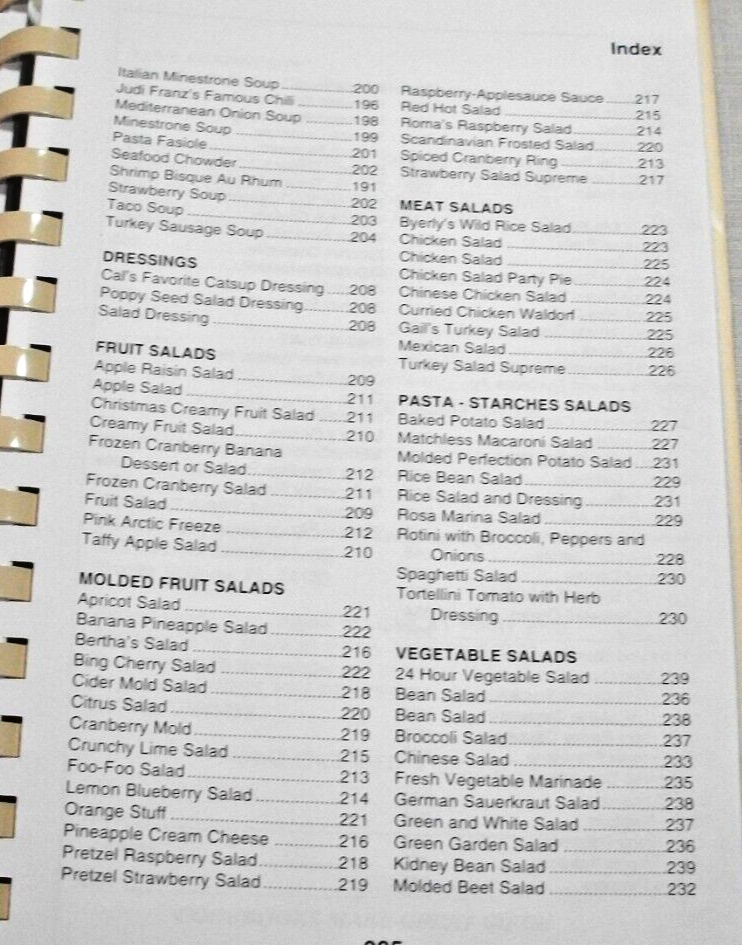 Index
Italian Minestrone Soup 200
Judi Franz's Famous Chili 196
Mediterranean Onion Soup 198
Minestrone Soup 199
Pasta Fasiole 201
Seafood Chowder 202
Shrimp Bisque Au Rhum 191
Strawberry Soup 202
Taco Soup 203
Turkey Sausage Soup 204
DRESSINGS
Cal's Favorite Catsup Dressing 208
Poppy Seed Salad Dressing 208
Salad Dressing 208
FRUIT SALADS
Apple Raisin Salad 209
Apple Salad 211
Christmas Creamy Fruit Salad 211
Creamy Fruit Salad 210
Frozen Cranberry Banana
Dessert or Salad 212
Frozen Cranberry Salad 211
Fruit Salad 209
Pink Arctic Freeze 212
Taffy Apple Salad 210
MOLDED FRUIT SALADS
Apricot Salad 221
Banana Pineapple Salad 222
Bertha's Salad 216
Bing Cherry Salad 222
Cider Mold Salad 218
Citrus Salad 220
Cranberry Mold 219
Crunchy Lime Salad 215
Foo-Foo Salad 213
Lemon Blueberry Salad 214
Orange Stuff 221
Pineapple Cream Cheese 216
Pretzel Raspberry Salad 218
Pretzel Strawberry Salad 219
Raspberry-Applesauce Sauce 217
Red Hot Salad 215
Roma's Raspberry Salad 214
Scandinavian Frosted Salad 220
Spiced Cranberry Ring 213
Strawberry Salad Supreme 217
MEAT SALADS
Byerly's Wild Rice Salad 223
Chicken Salad 223
Chicken Salad 225
Chicken Salad Party Pie 224
Chinese Chicken Salad 224
Curried Chicken Waldorf 225
Gail's Turkey Salad 225
Mexican Salad 226
Turkey Salad Supreme 226
PASTA - STARCHES SALADS
Baked Potato Salad 227
Matchless Macaroni Salad 227
Molded Perfection Potato Salad 231
Rice Bean Salad 229
Rice Salad and Dressing 231
Rosa Marina Salad 229
Rotini with Broccoli, Peppers and
Onions 228
Spaghetti Salad 230
Tortellini Tomato with Herb
Dressing 230
VEGETABLE SALADS
24 Hour Vegetable Salad 239
Bean Salad 236
Bean Salad 238
Broccoli Salad 237
Chinese Salad 233
Fresh Vegetable Marinade 235
German Sauerkraut Salad 238
Green and White Salad 237
Green Garden Salad 236
Kidney Bean Salad 239
Molded Beet Salad 232